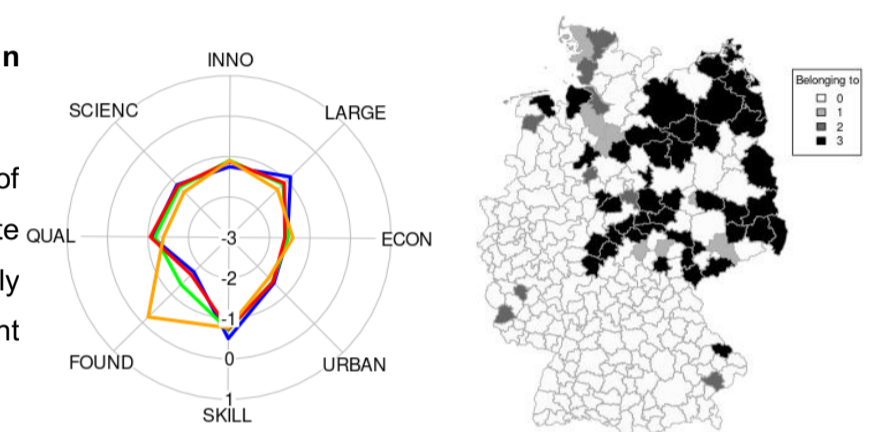 n
of
te
ly
nt
INNO
SCIENC
LARGE
QUAL
ECON
FOUND
URBAN
SKILL
-3
-2
-1
0
1
Belonging to
0
1
2
3